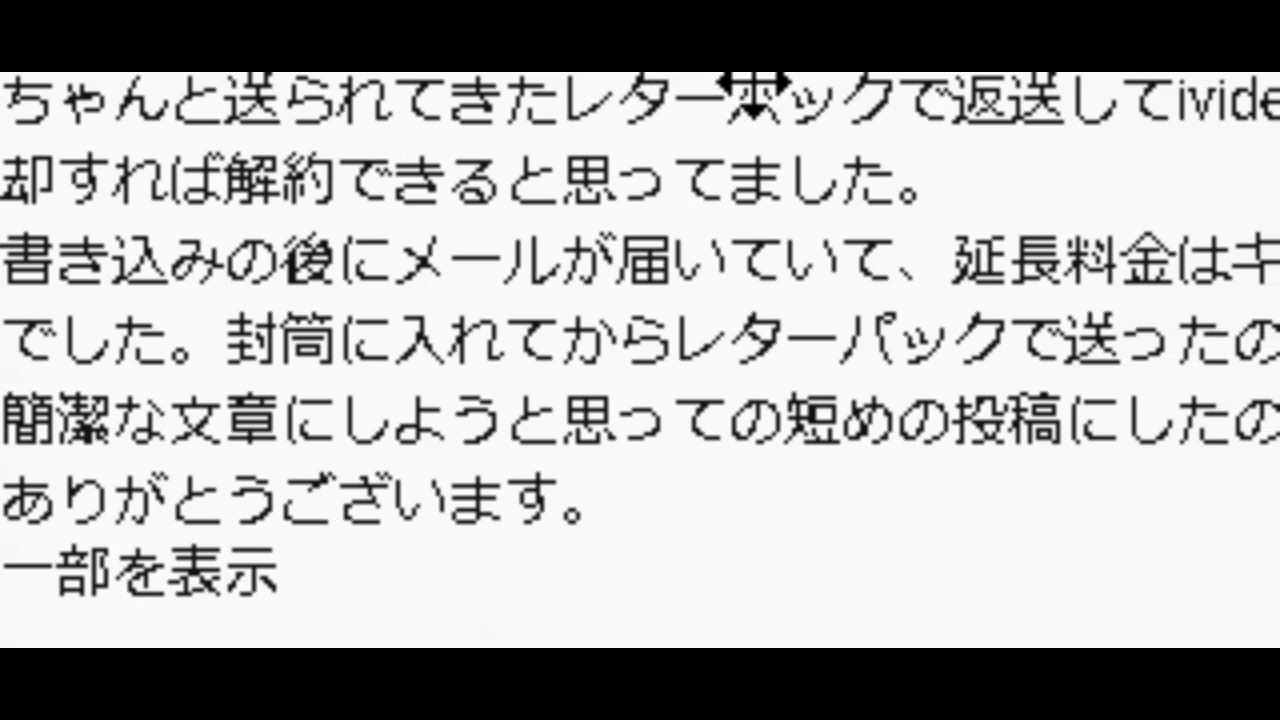 ちゃんと送られてきたレターパックで返送してivide
却すれば解約できると思ってました。
書き込みの後にメールが届いていて、延長料金はキ
でした。封筒に入れてからレターパックで送ったの
簡潔な文章にしようと思っての短めの投稿にしたの
ありがとうございます。
一部を表示